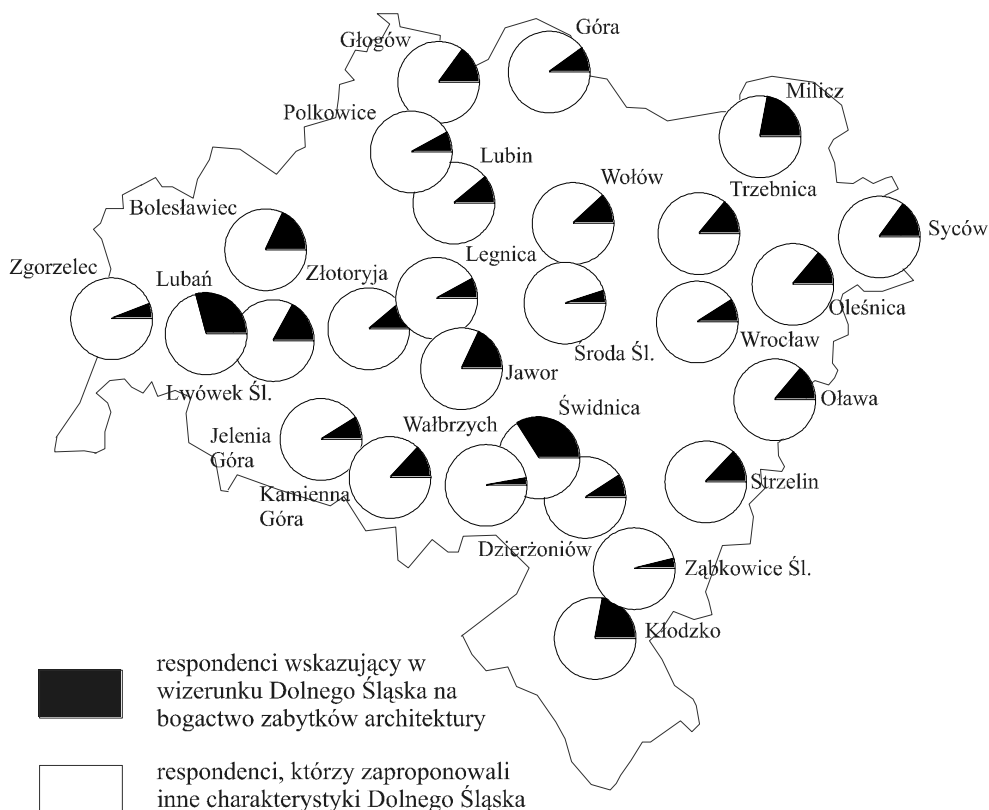 Góra
Głogów
Milicz
Polkowice
Lubin
Wołów
Trzebnica
Bolesławiec
Syców
Legnica
Zgorzelec
Lubań
Złotoryja
Oleśnica
Wrocław
Środa Śl.
Jawor
Lwówek Śl.
Oława
Świdnica
Wałbrzych
Jelenia
Góra
Strzelin
Kamienna
Góra
Dzierżoniów
Ząbkowice Śl.
Kłodzko
respondenci wskazujący w
wizerunku Dolnego Śląska na
bogactwo zabytków architektury
respondenci, którzy zaproponowali
inne charakterystyki Dolnego Śląska